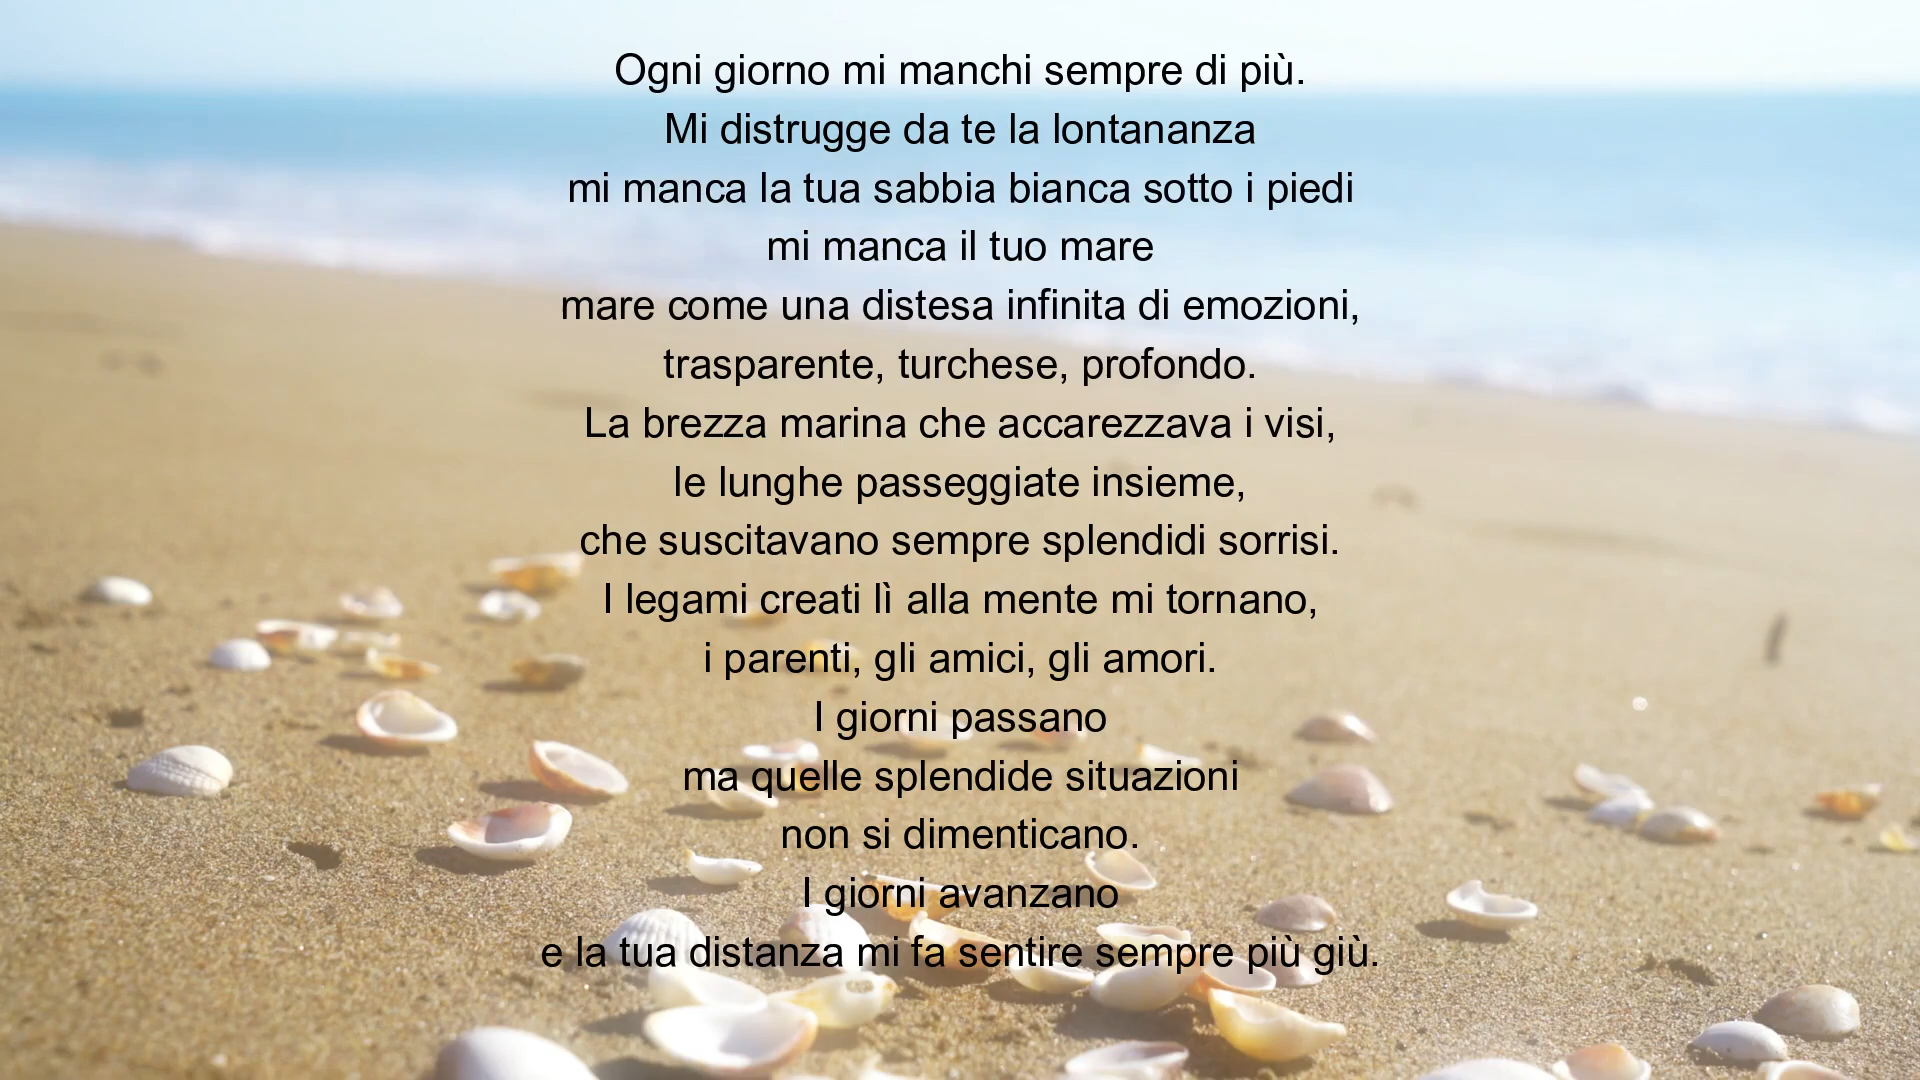 Ogni giorno mi manchi sempre di più.
Mi distrugge da te la lontananza
mi manca la tua sabbia bianca sotto i piedi
mi manca il tuo mare
mare come una distesa infinita di emozioni,
trasparente, turchese, profondo.
La brezza marina che accarezzava i visi,
le lunghe passeggiate insieme,
che suscitavano sempre splendidi sorrisi.
I legami creati lì alla mente mi tornano,
i parenti, gli amici, gli amori.
I giorni passano
ma quelle splendide situazioni
non si dimenticano.
I giorni avanzano
e la tua distanza mi fa sentire sempre più giù.